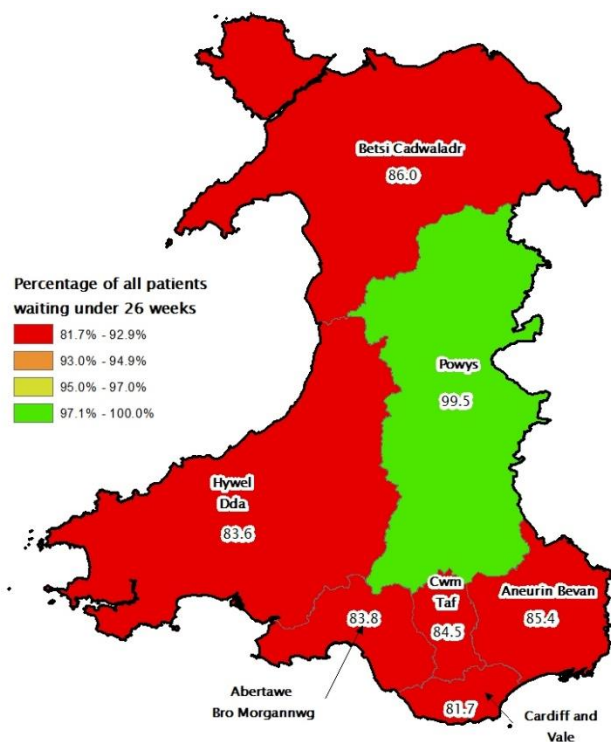 Betsi Cadwaladr
86.0
Percentage of all patients
waiting under 26 weeks
81.7% - 92.9%
93.0% - 94.9%
95.0% - 97.0%
97.1% - 100.0%
Powys
99.5
Hywel
Dda
83.6
Cwm
Taf
84.5
Aneurin Bevan
85.4
83.8
Abertawe
Bro Morgannwg
81.7
Cardiff and
Vale